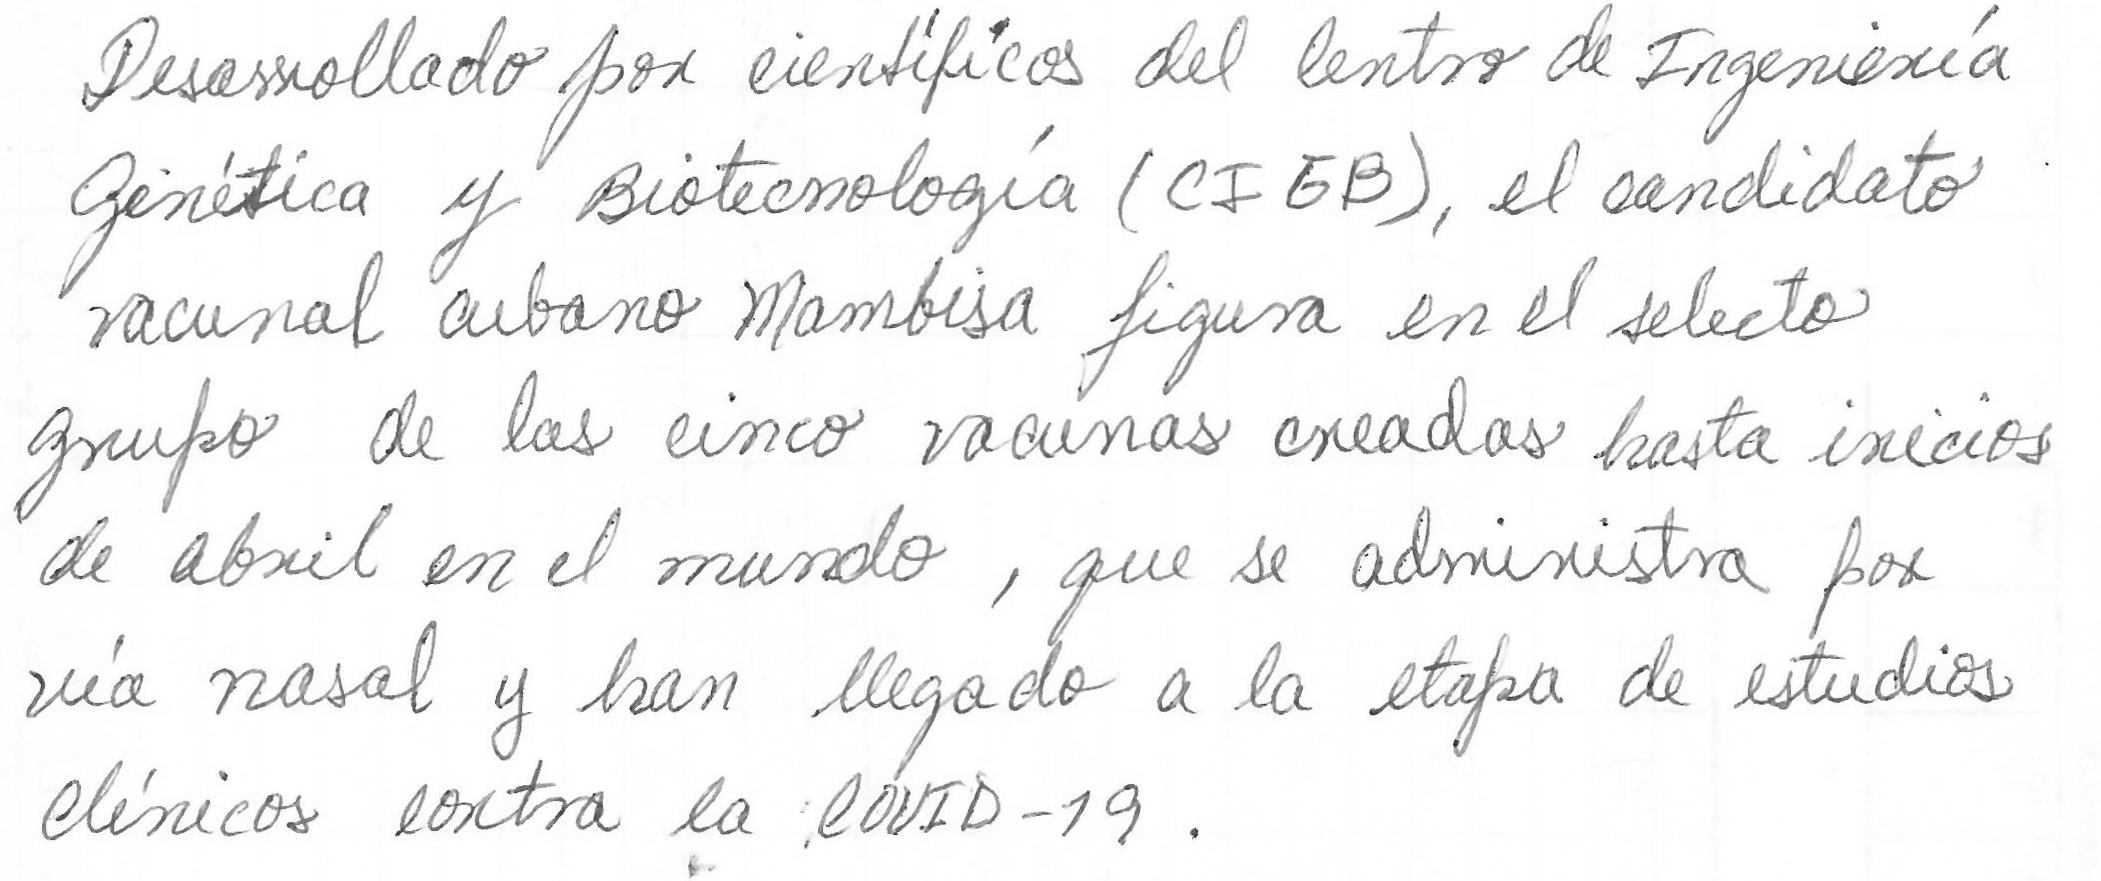 Desarrollado por científicos del Centro de Ingeniería
Genética y Biotecnología (CIGB), el candidato
vacunal cubano Mambisa figura en el selecto
grupo de las cinco vacunas creadas hasta inicios
de abril en el mundo, que se administra por
vía nasal y han llegado a la etapa de estudios
clínicos contra la COVID-19.